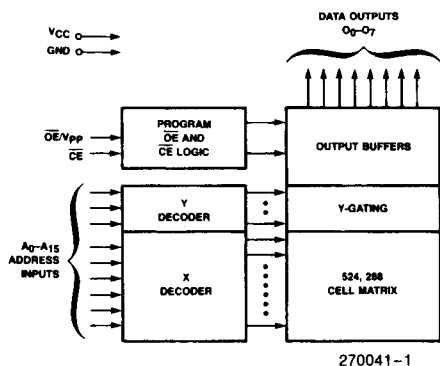 DATA OUTPUTS
O0–O7
VCC
GND
OE/VPP
CE
PROGRAM
OE AND
CE LOGIC
OUTPUT BUFFERS
Y
DECODER
Y-GATING
A0–A15
ADDRESS
INPUTS
X
DECODER
524, 288
CELL MATRIX
270041–1